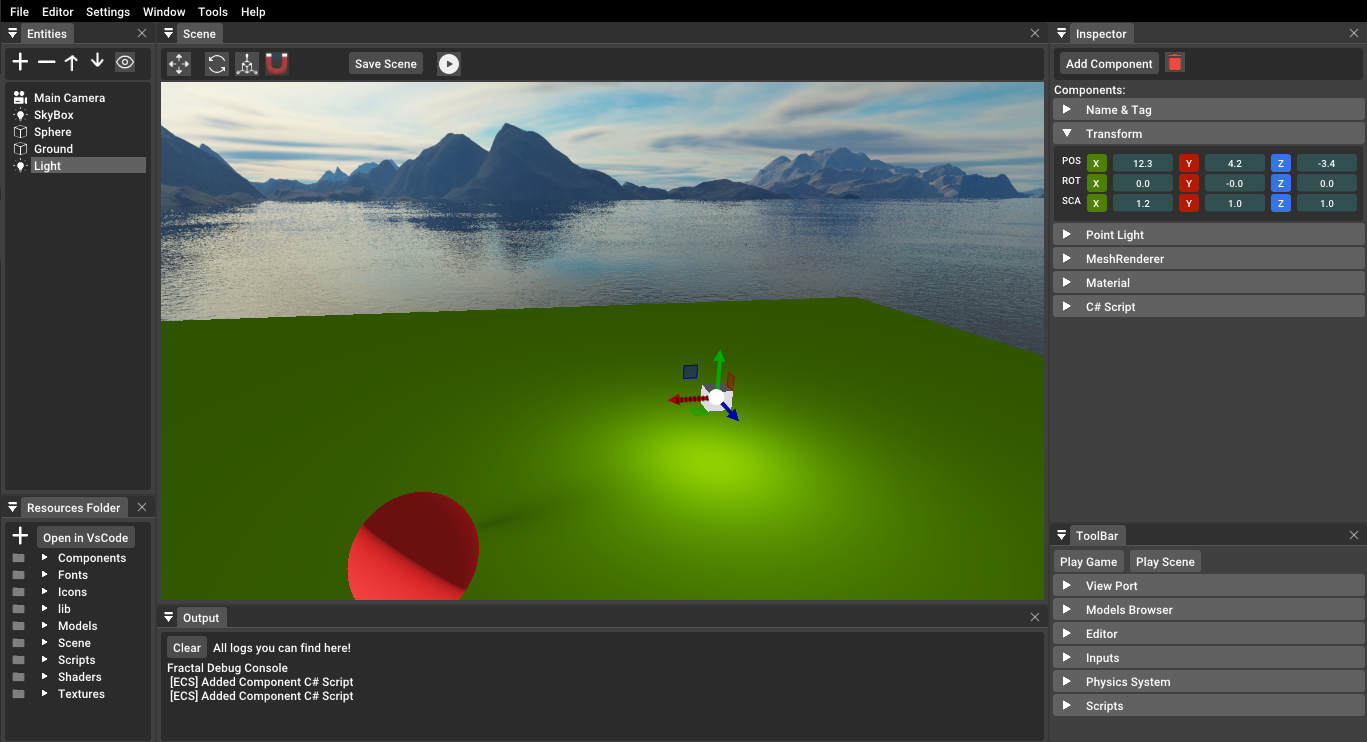 File Editor Settings Window Tools Help
Entities
Main Camera
SkyBox
Sphere
Ground
Light
Resources Folder
Open in VsCode
Components
Fonts
Icons
lib
Models
Scene
Scripts
Shaders
Textures
Scene
Save Scene
Output
Clear All logs you can find here!
Fractal Debug Console
[ECS] Added Component C# Script
[ECS] Added Component C# Script
Inspector
Add Component
Components:
Name & Tag
Transform
POS X 12.3 Y 4.2 Z -3.4
ROT X 0.0 Y -0.0 Z 0.0
SCA X 1.2 Y 1.0 Z 1.0
Point Light
MeshRenderer
Material
C# Script
ToolBar
Play Game Play Scene
View Port
Models Browser
Editor
Inputs
Physics System
Scripts